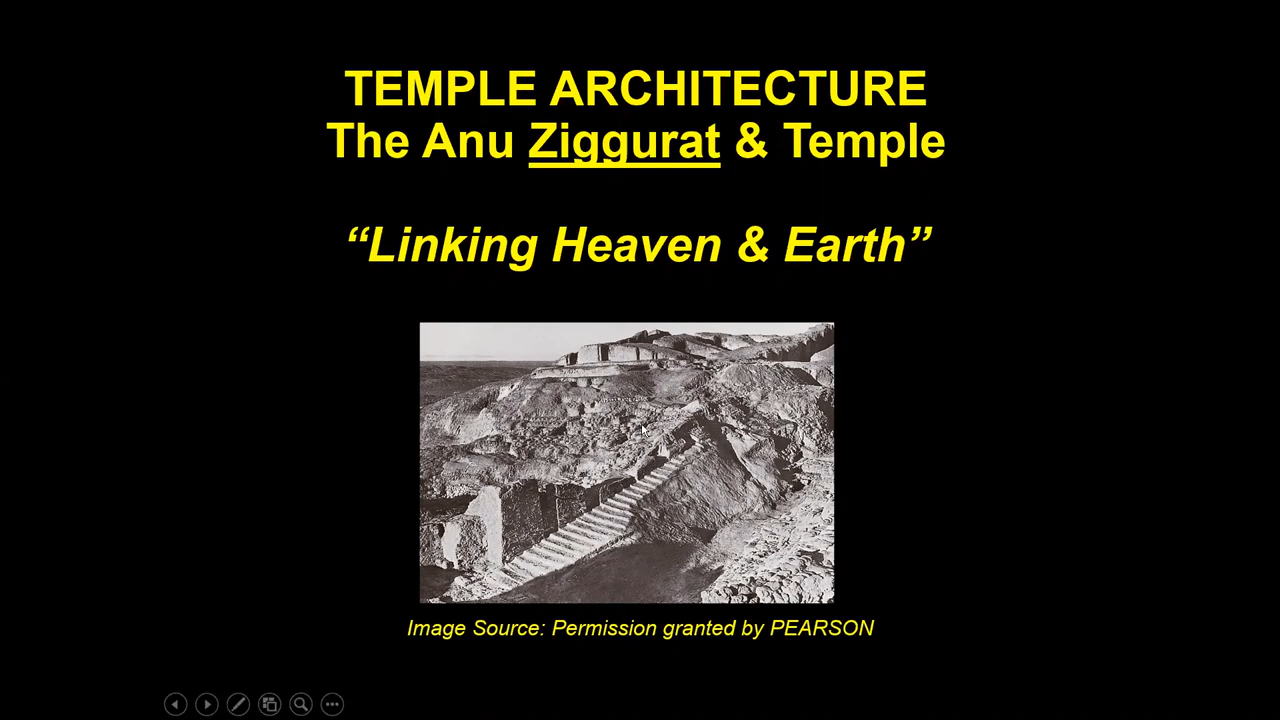 TEMPLE ARCHITECTURE
The Anu Ziggurat & Temple
“Linking Heaven & Earth”
Image Source: Permission granted by PEARSON